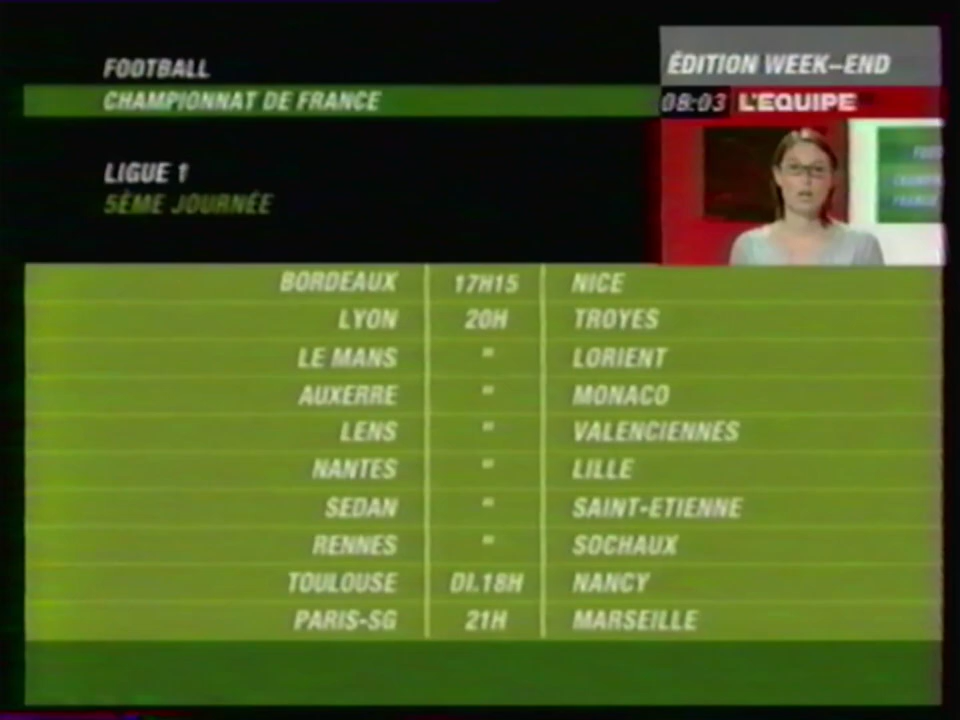 FOOTBALL
CHAMPIONNAT DE FRANCE
ÉDITION WEEK-END
08:03 L'EQUIPE
LIGUE 1
5ÈME JOURNÉE
BORDEAUX 17H15 NICE
LYON 20H TROYES
LE MANS " LORIENT
AUXERRE " MONACO
LENS " VALENCIENNES
NANTES " LILLE
SEDAN " SAINT-ETIENNE
RENNES " SOCHAUX
TOULOUSE DI.18H NANCY
PARIS-SG 21H MARSEILLE